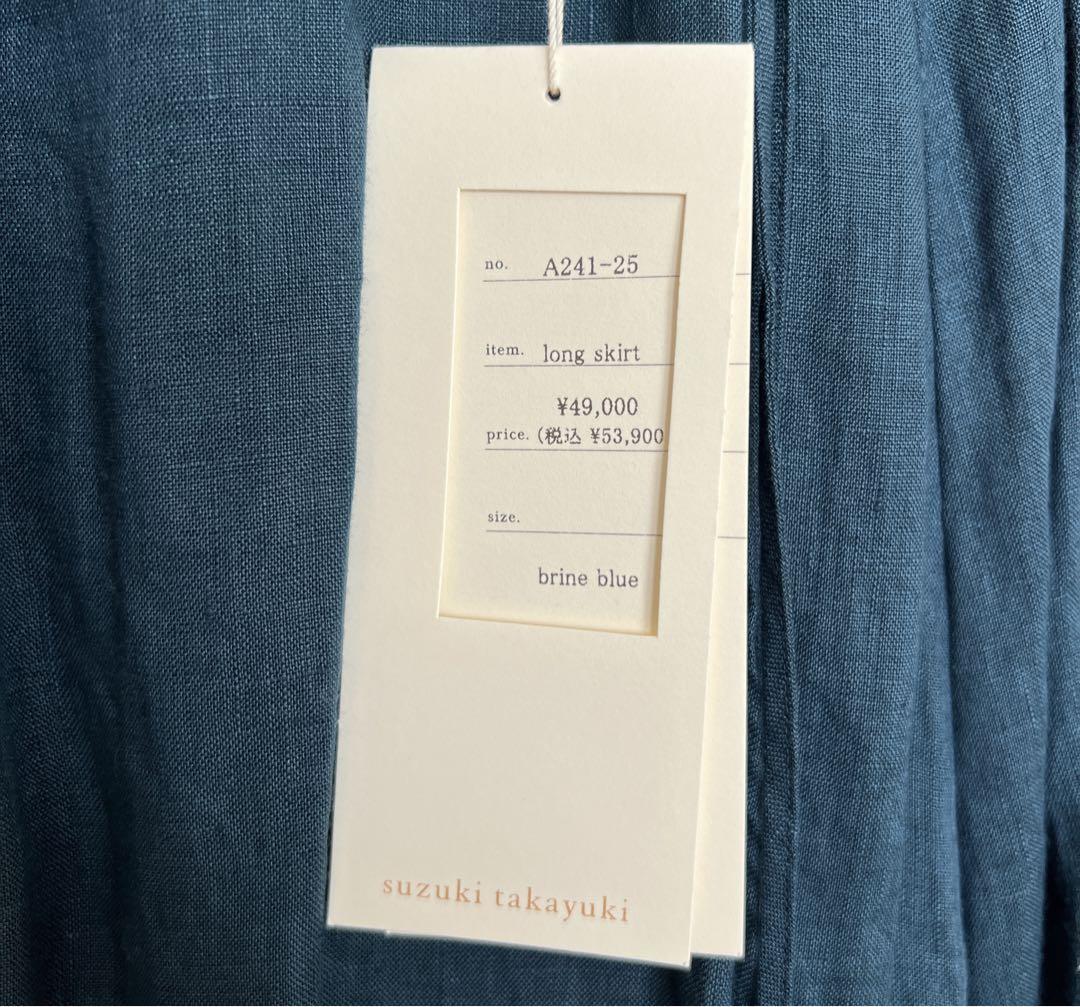 no. A241-25
item. long skirt
¥49,000
price. (税込 ¥53,900
size.
brine blue
suzuki takayuki